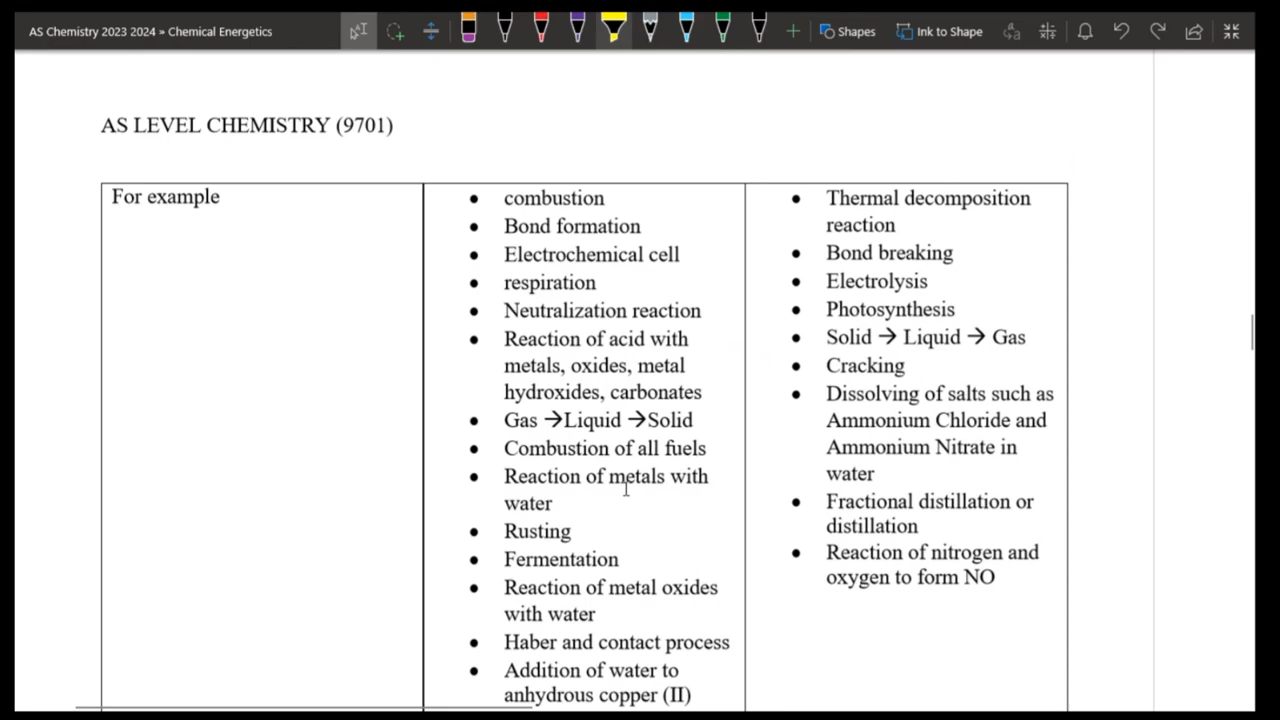 AS Chemistry 2023 2024 » Chemical Energetics
Shapes
Ink to Shape
AS LEVEL CHEMISTRY (9701)
For example
• combustion
• Bond formation
• Electrochemical cell
• respiration
• Neutralization reaction
• Reaction of acid with
metals, oxides, metal
hydroxides, carbonates
• Gas →Liquid →Solid
• Combustion of all fuels
• Reaction of metals with
water
• Rusting
• Fermentation
• Reaction of metal oxides
with water
• Haber and contact process
• Addition of water to
anhydrous copper (II)
• Thermal decomposition
reaction
• Bond breaking
• Electrolysis
• Photosynthesis
• Solid → Liquid → Gas
• Cracking
• Dissolving of salts such as
Ammonium Chloride and
Ammonium Nitrate in
water
• Fractional distillation or
distillation
• Reaction of nitrogen and
oxygen to form NO